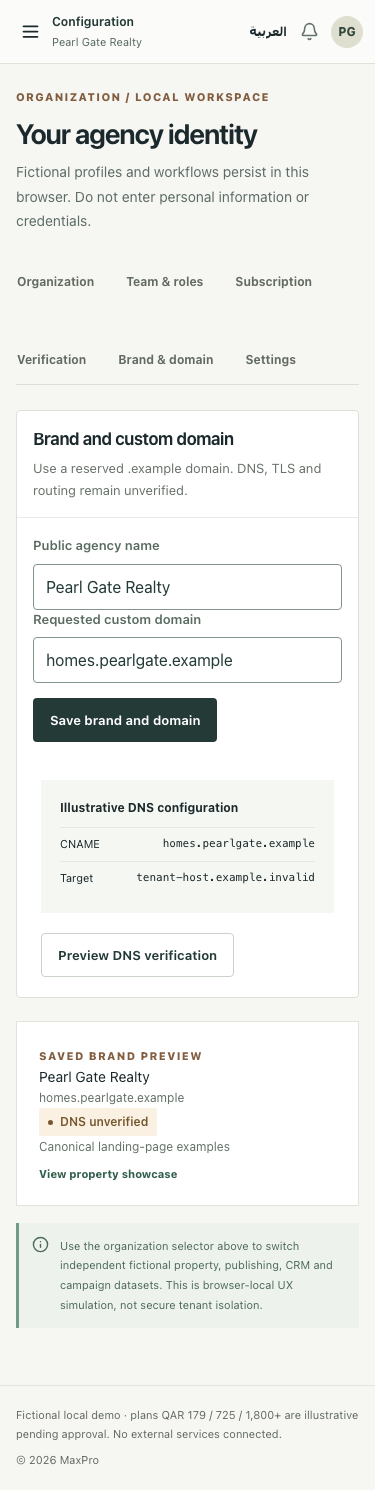 Configuration
Pearl Gate Realty
العربية
PG
ORGANIZATION / LOCAL WORKSPACE
Your agency identity
Fictional profiles and workflows persist in this
browser. Do not enter personal information or
credentials.
Organization Team & roles Subscription
Verification Brand & domain Settings
Brand and custom domain
Use a reserved .example domain. DNS, TLS and
routing remain unverified.
Public agency name
Pearl Gate Realty
Requested custom domain
homes.pearlgate.example
Save brand and domain
Illustrative DNS configuration
CNAME homes.pearlgate.example
Target tenant-host.example.invalid
Preview DNS verification
SAVED BRAND PREVIEW
Pearl Gate Realty
homes.pearlgate.example
DNS unverified
Canonical landing-page examples
View property showcase
Use the organization selector above to switch
independent fictional property, publishing, CRM and
campaign datasets. This is browser-local UX
simulation, not secure tenant isolation.
Fictional local demo · plans QAR 179 / 725 / 1,800+ are illustrative
pending approval. No external services connected.
© 2026 MaxPro